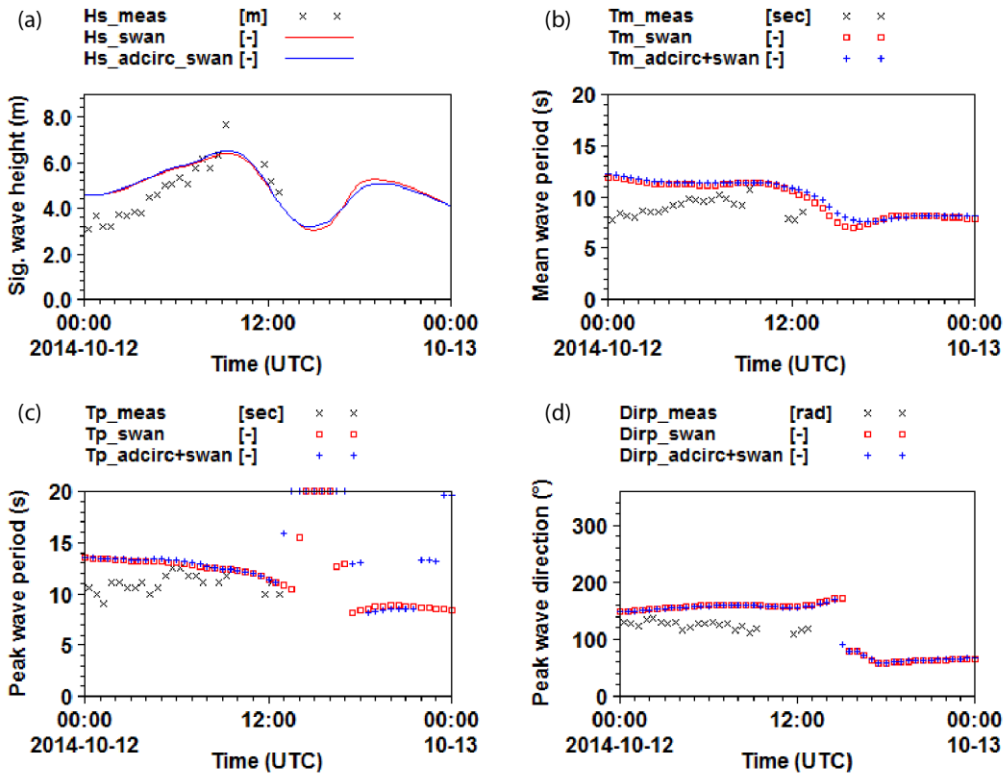 (a)
Hs_meas [m]
Hs_swan [-]
Hs_adcirc_swan [-]
Sig. wave height (m)
8.0
6.0
4.0
2.0
0.0
00:00 12:00 00:00
2014-10-12 10-13
Time (UTC)
(b)
Tm_meas [sec]
Tm_swan [-]
Tm_adcirc+swan [-]
Mean wave period (s)
20
15
10
5
0
00:00 12:00 00:00
2014-10-12 10-13
Time (UTC)
(c)
Tp_meas [sec]
Tp_swan [-]
Tp_adcirc+swan [-]
Peak wave period (s)
20
15
10
5
0
00:00 12:00 00:00
2014-10-12 10-13
Time (UTC)
(d)
Dirp_meas [rad]
Dirp_swan [-]
Dirp_adcirc+swan [-]
Peak wave direction (°)
300
200
100
0
00:00 12:00 00:00
2014-10-12 10-13
Time (UTC)